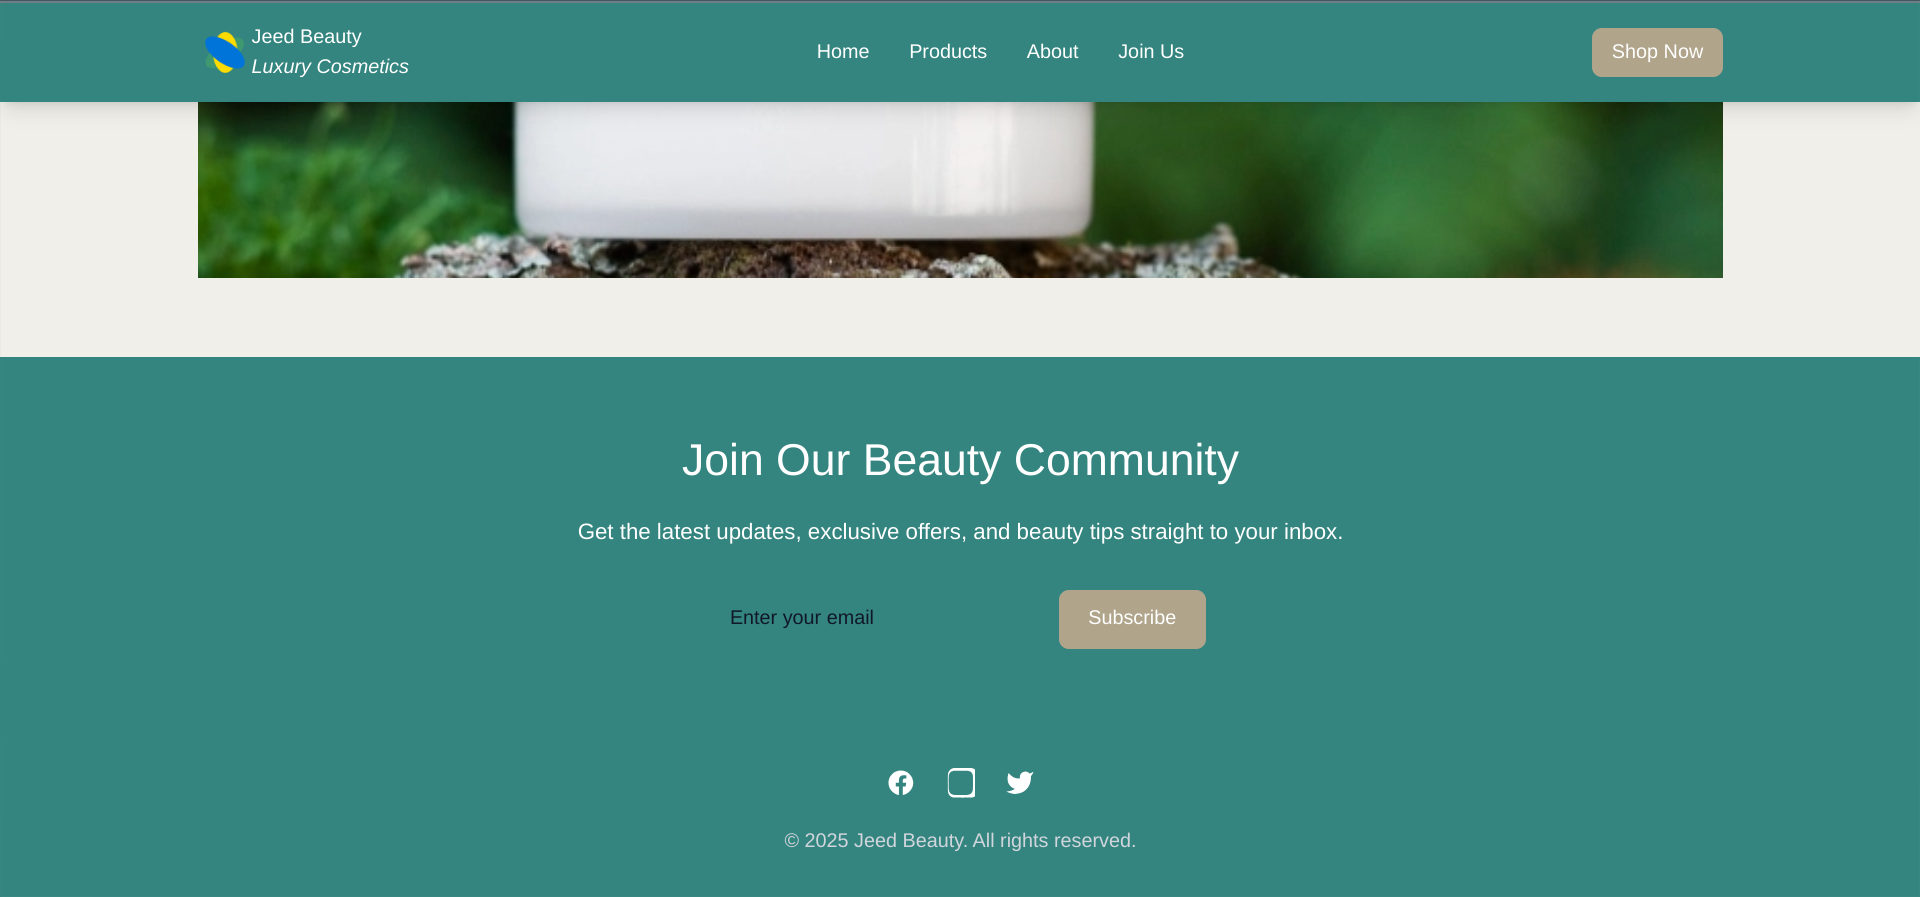 Jeed Beauty
Luxury Cosmetics
Home Products About Join Us
Shop Now
Join Our Beauty Community
Get the latest updates, exclusive offers, and beauty tips straight to your inbox.
Enter your email
Subscribe
© 2025 Jeed Beauty. All rights reserved.